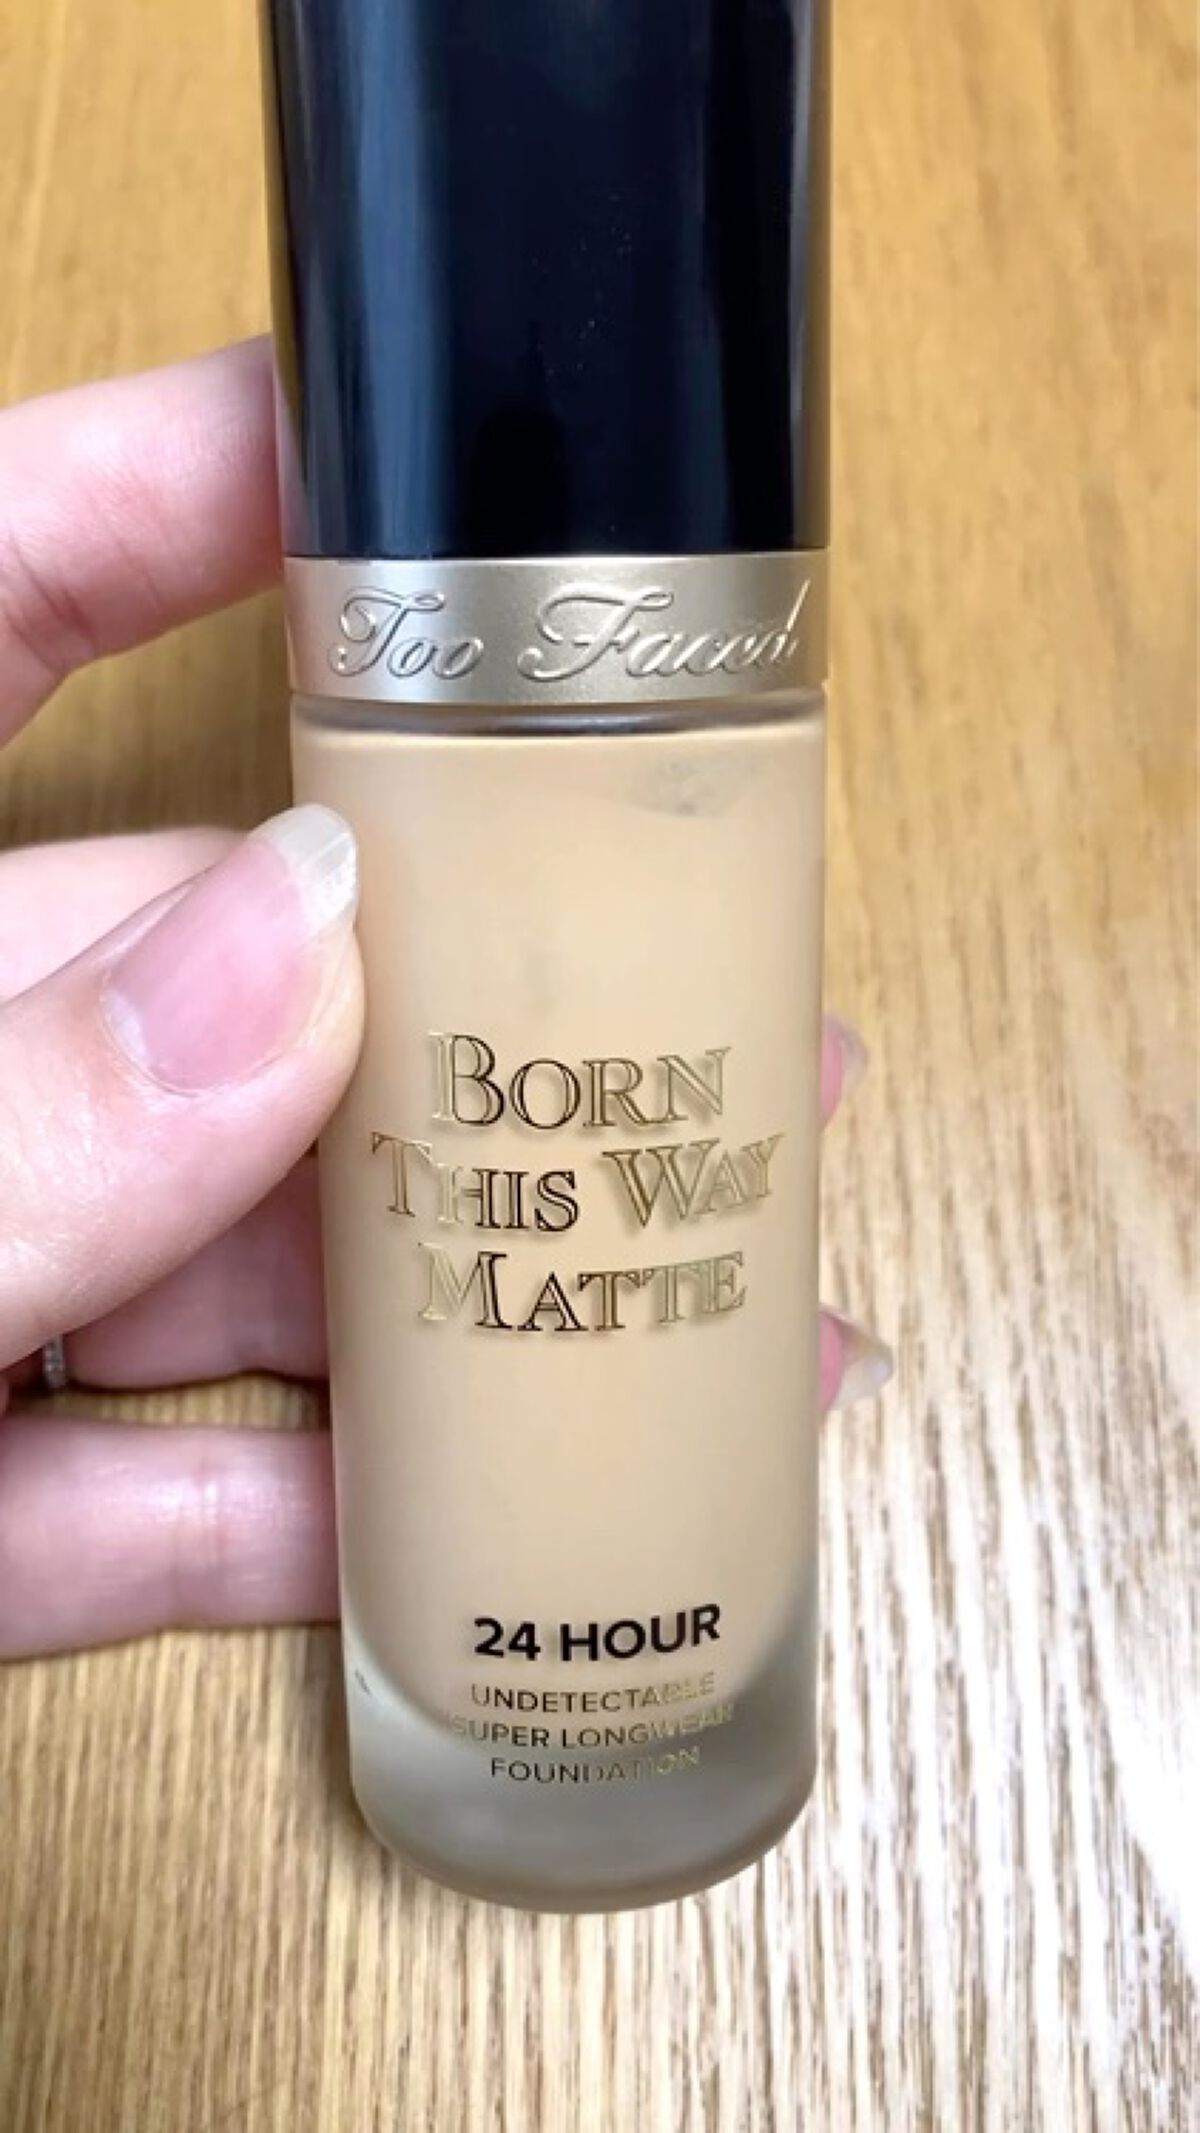 Too Faced
BORN
THIS WAY
MATTE
24 HOUR
UNDETECTABLE
SUPER LONGWEAR
FOUNDATION